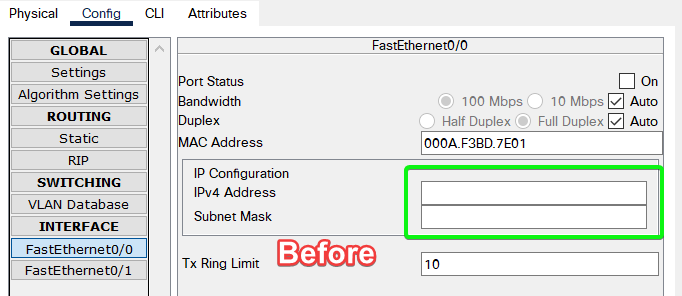 Physical Config CLI Attributes
GLOBAL
Settings
Algorithm Settings
ROUTING
Static
RIP
SWITCHING
VLAN Database
INTERFACE
FastEthernet0/0
FastEthernet0/1
FastEthernet0/0
Port Status On
Bandwidth 100 Mbps 10 Mbps Auto
Duplex Half Duplex Full Duplex Auto
MAC Address 000A.F3BD.7E01
IP Configuration
IPv4 Address
Subnet Mask
Before
Tx Ring Limit 10